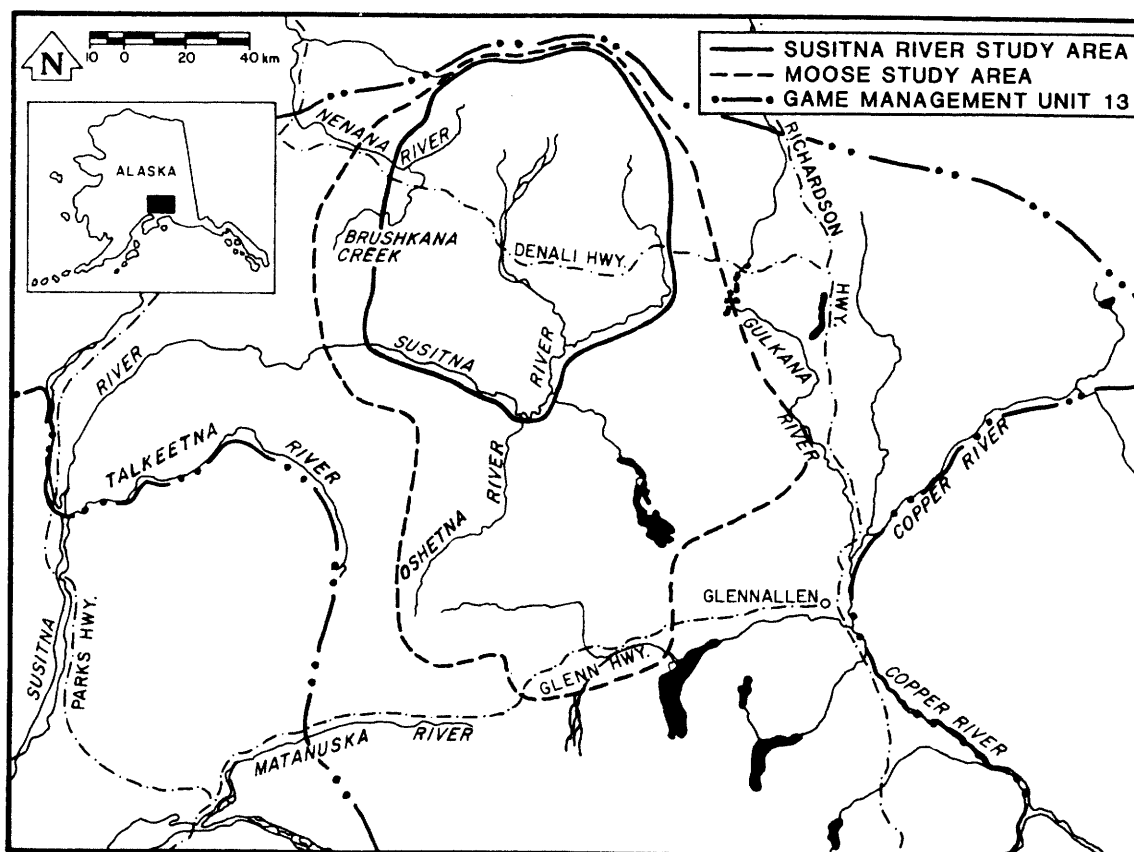 N
10 0 20 40 km
SUSITNA RIVER STUDY AREA
MOOSE STUDY AREA
GAME MANAGEMENT UNIT 13
ALASKA
NENANA
RIVER
RICHARDSON
HWY.
BRUSHKANA
CREEK
DENALI HWY.
GULKANA
RIVER
SUSITNA
RIVER
RIVER
TALKEETNA
RIVER
OSHETNA
RIVER
COPPER RIVER
GLENNALLEN
SUSITNA
PARKS HWY.
GLENN HWY.
MATANUSKA
RIVER
COPPER RIVER